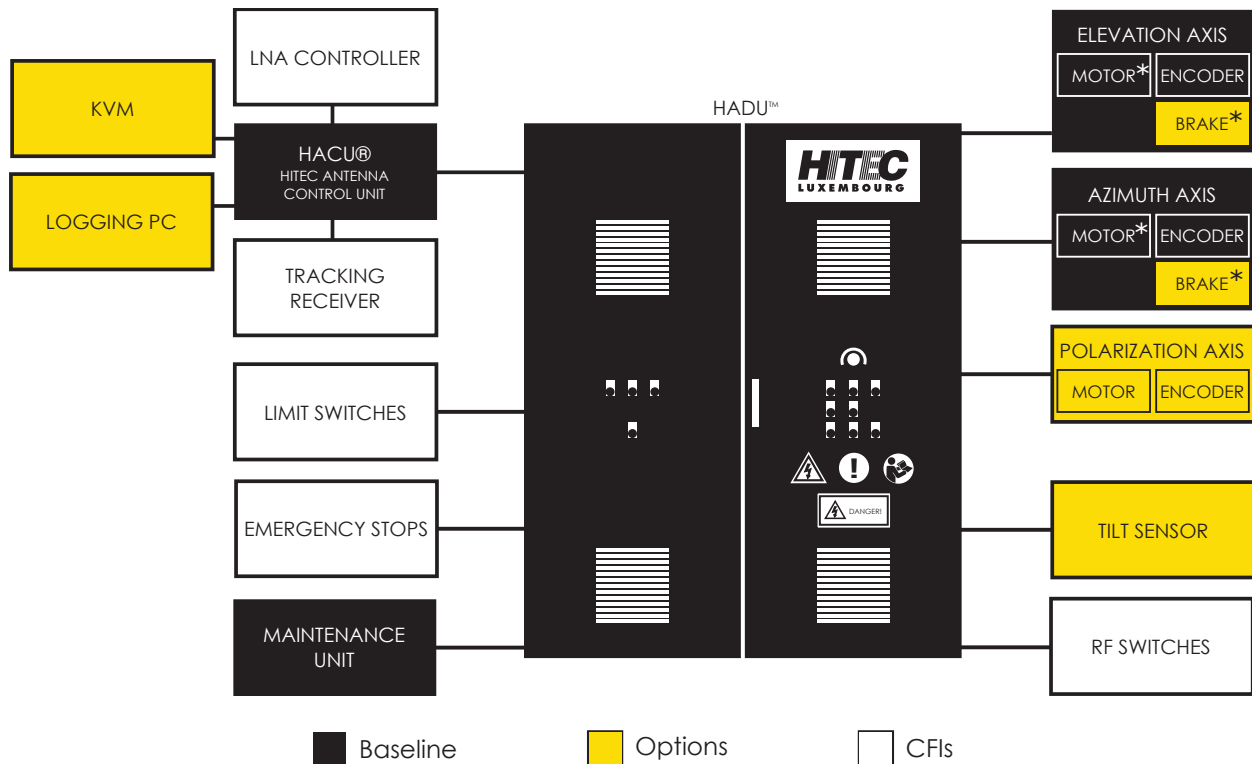 LNA CONTROLLER
KVM
HACU®
HITEC ANTENNA
CONTROL UNIT
LOGGING PC
TRACKING
RECEIVER
LIMIT SWITCHES
EMERGENCY STOPS
MAINTENANCE
UNIT
HADU™
HITEC
LUXEMBOURG
DANGER!
ELEVATION AXIS
MOTOR* ENCODER
BRAKE*
AZIMUTH AXIS
MOTOR* ENCODER
BRAKE*
POLARIZATION AXIS
MOTOR ENCODER
TILT SENSOR
RF SWITCHES
Baseline Options CFIs